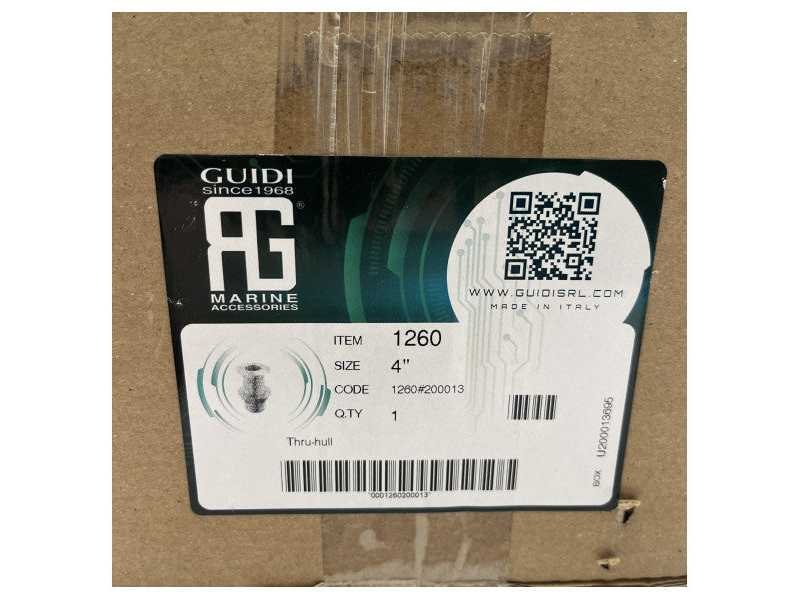 GUIDI
since1968
RG®
MARINE
ACCESSORIES
WWW.GUIDISRL.COM
MADE IN ITALY
ITEM 1260
SIZE 4"
CODE 1260#200013
Q.TY 1
Thru-hull
*0001260200013*
BOX U200013695